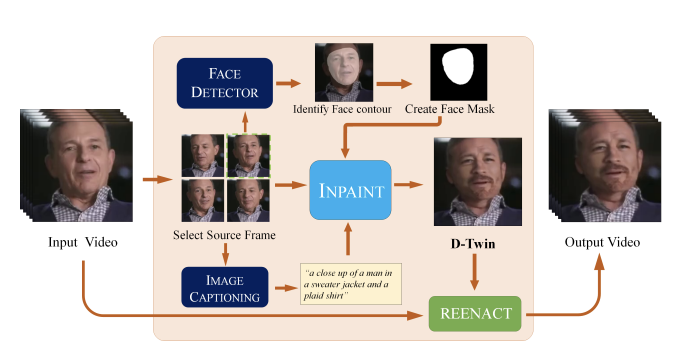 FACE
DETECTOR
Identify Face contour
Create Face Mask
Input Video
Select Source Frame
INPAINT
D-Twin
Output Video
IMAGE
CAPTIONING
"a close up of a man in
a sweater jacket and a
plaid shirt"
REENACT